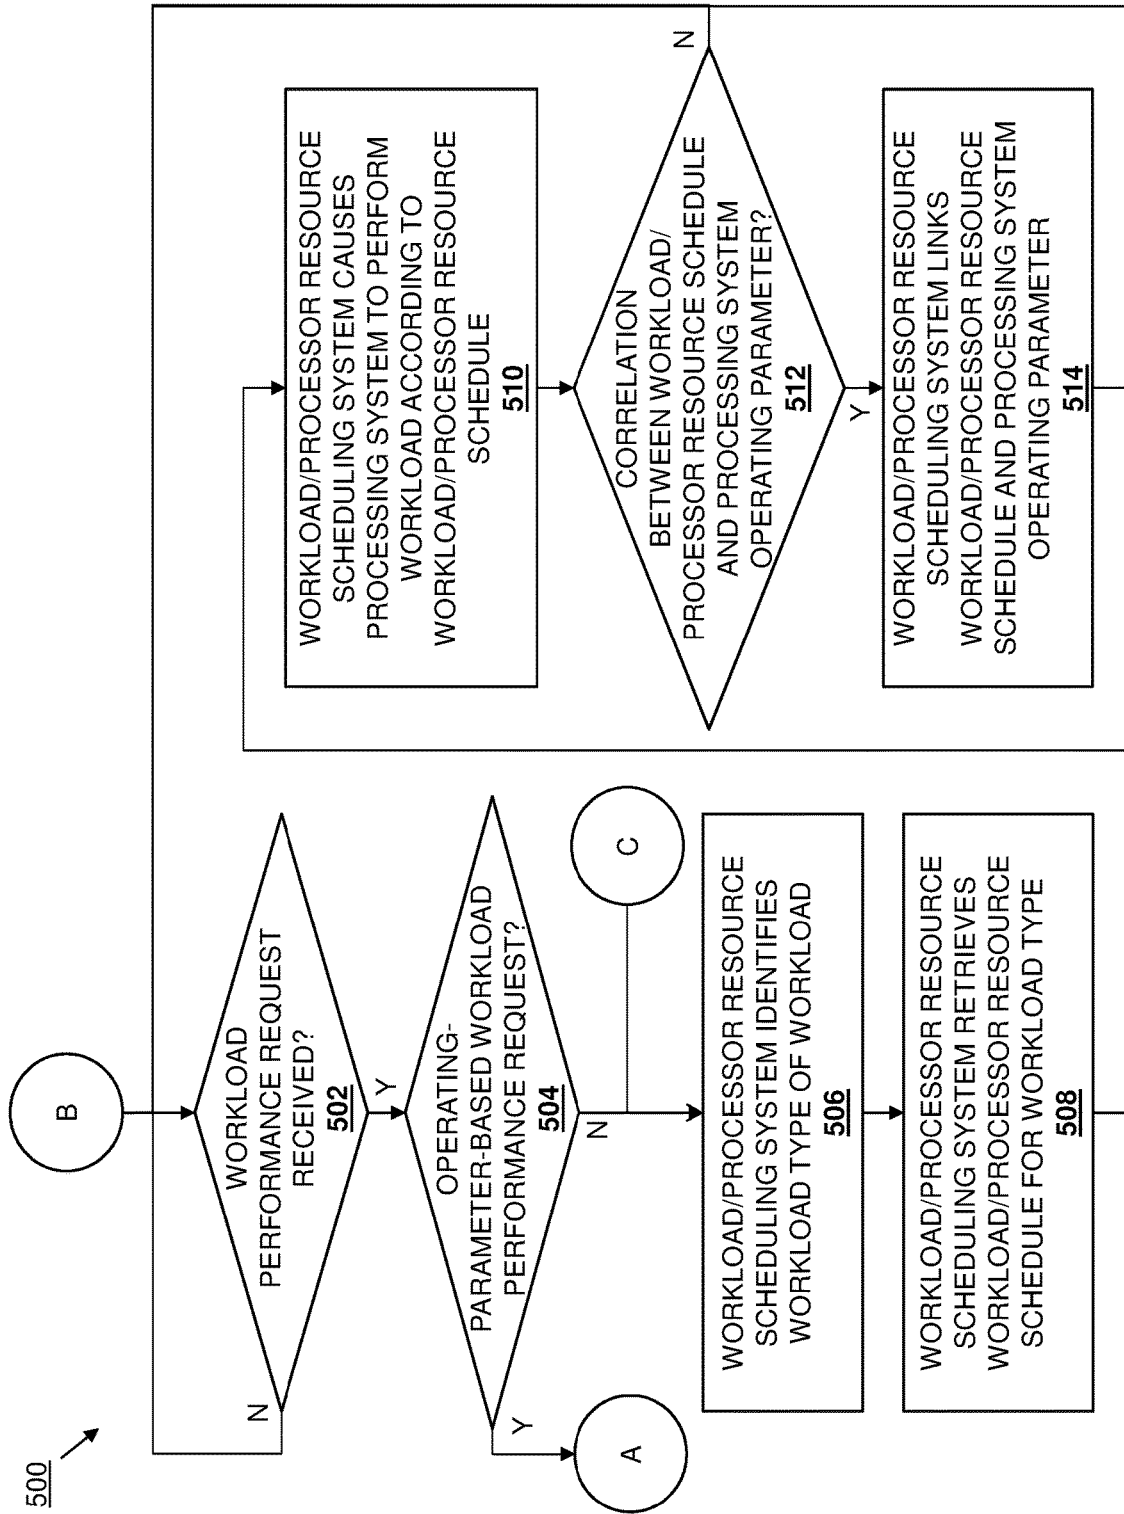 500
B
WORKLOAD
PERFORMANCE REQUEST
RECEIVED?
502
N
Y
OPERATING-
PARAMETER-BASED WORKLOAD
PERFORMANCE REQUEST?
504
Y
N
A
C
WORKLOAD/PROCESSOR RESOURCE
SCHEDULING SYSTEM IDENTIFIES
WORKLOAD TYPE OF WORKLOAD
506
WORKLOAD/PROCESSOR RESOURCE
SCHEDULING SYSTEM RETRIEVES
WORKLOAD/PROCESSOR RESOURCE
SCHEDULE FOR WORKLOAD TYPE
508
WORKLOAD/PROCESSOR RESOURCE
SCHEDULING SYSTEM CAUSES
PROCESSING SYSTEM TO PERFORM
WORKLOAD ACCORDING TO
WORKLOAD/PROCESSOR RESOURCE
SCHEDULE
510
CORRELATION
BETWEEN WORKLOAD/
PROCESSOR RESOURCE SCHEDULE
AND PROCESSING SYSTEM
OPERATING PARAMETER?
512
N
Y
WORKLOAD/PROCESSOR RESOURCE
SCHEDULING SYSTEM LINKS
WORKLOAD/PROCESSOR RESOURCE
SCHEDULE AND PROCESSING SYSTEM
OPERATING PARAMETER
514